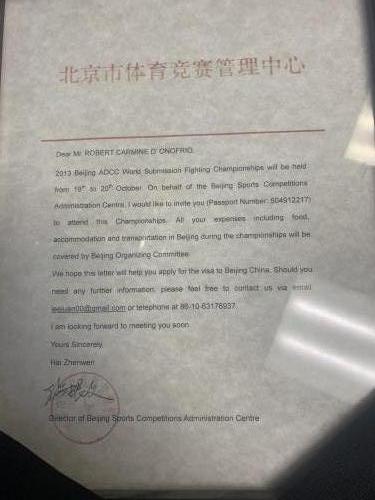 北京市体育竞赛管理中心
Dear Mr. ROBERT CARMINE D' ONOFRIO,
2013 Beijing ADCC World Submission Fighting Championships will be held
from 19th to 20th October. On behalf of the Beijing Sports Competitions
Administration Centre, I would like to invite you (Passport Number: 504912217)
to attend this Championships. All your expenses including food,
accommodation and transportation in Beijing during the championships will be
covered by Beijing Organizing Committee.
We hope this letter will help you apply for the visa to Beijing China. Should you
need any further information, please feel free to contact us via email
or telephone at 86-10-63176937.
I am looking forward to meeting you soon.
Yours Sincerely,
Hai Zhenwen
Director of Beijing Sports Competitions Administration Centre